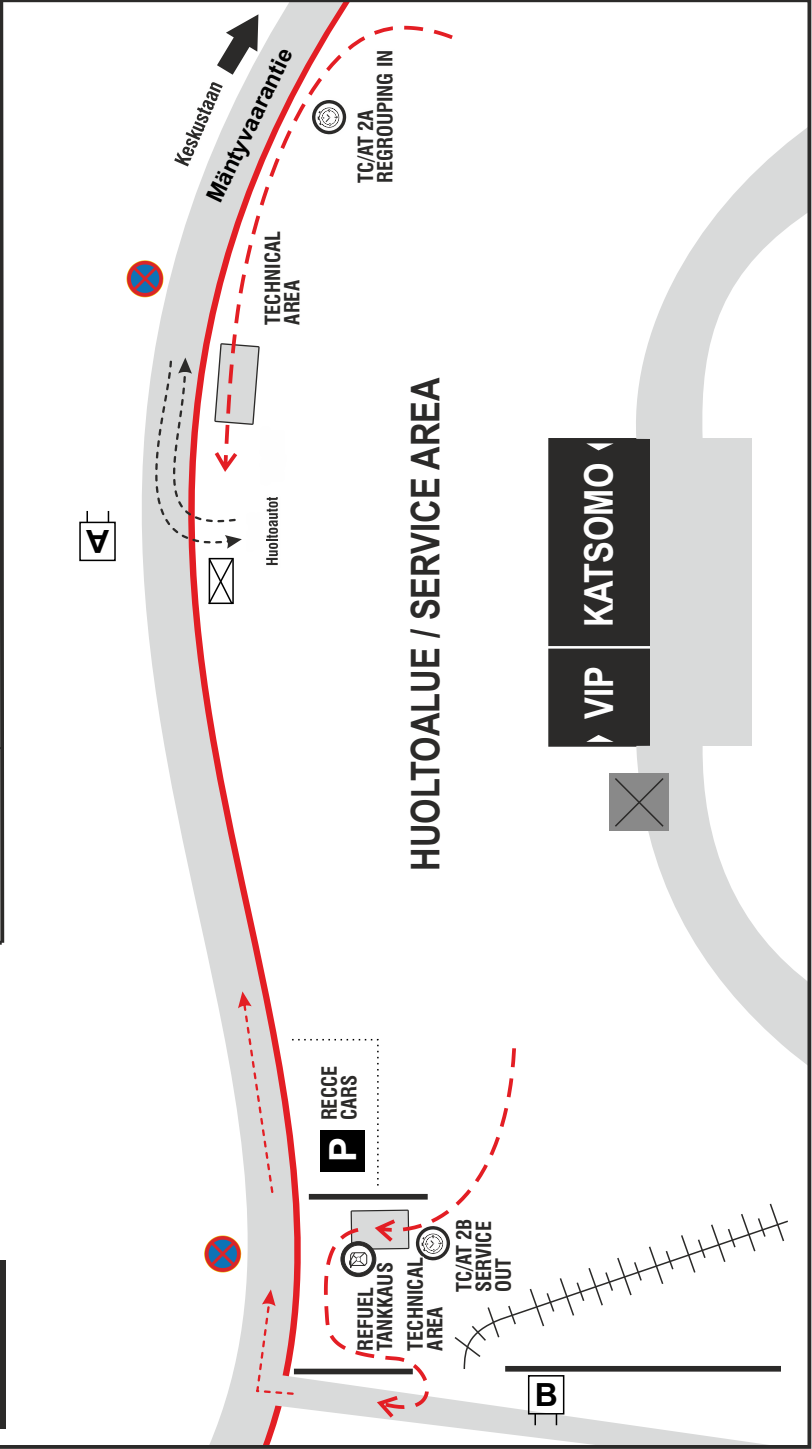 Keskustaan
Mäntyvaarantie
TC/AT 2A
REGROUPING IN
TECHNICAL
AREA
A
Huoltoautot
HUOLTOALUE / SERVICE AREA
VIP
KATSOMO
P
RECCE
CARS
REFUEL
TANKKAUS
TECHNICAL
AREA
TC/AT 2B
SERVICE
OUT
B